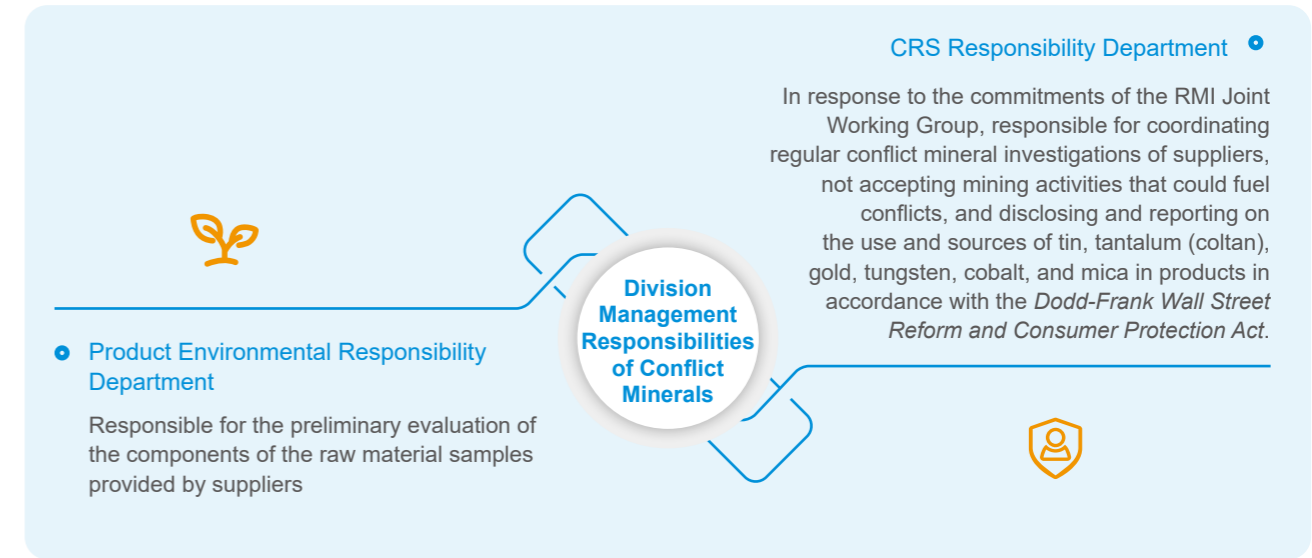 CRS Responsibility Department
In response to the commitments of the RMI Joint
Working Group, responsible for coordinating
regular conflict mineral investigations of suppliers,
not accepting mining activities that could fuel
conflicts, and disclosing and reporting on
the use and sources of tin, tantalum (coltan),
gold, tungsten, cobalt, and mica in products in
accordance with the Dodd-Frank Wall Street
Reform and Consumer Protection Act.
Division
Management
Responsibilities
of Conflict
Minerals
Product Environmental Responsibility
Department
Responsible for the preliminary evaluation of
the components of the raw material samples
provided by suppliers